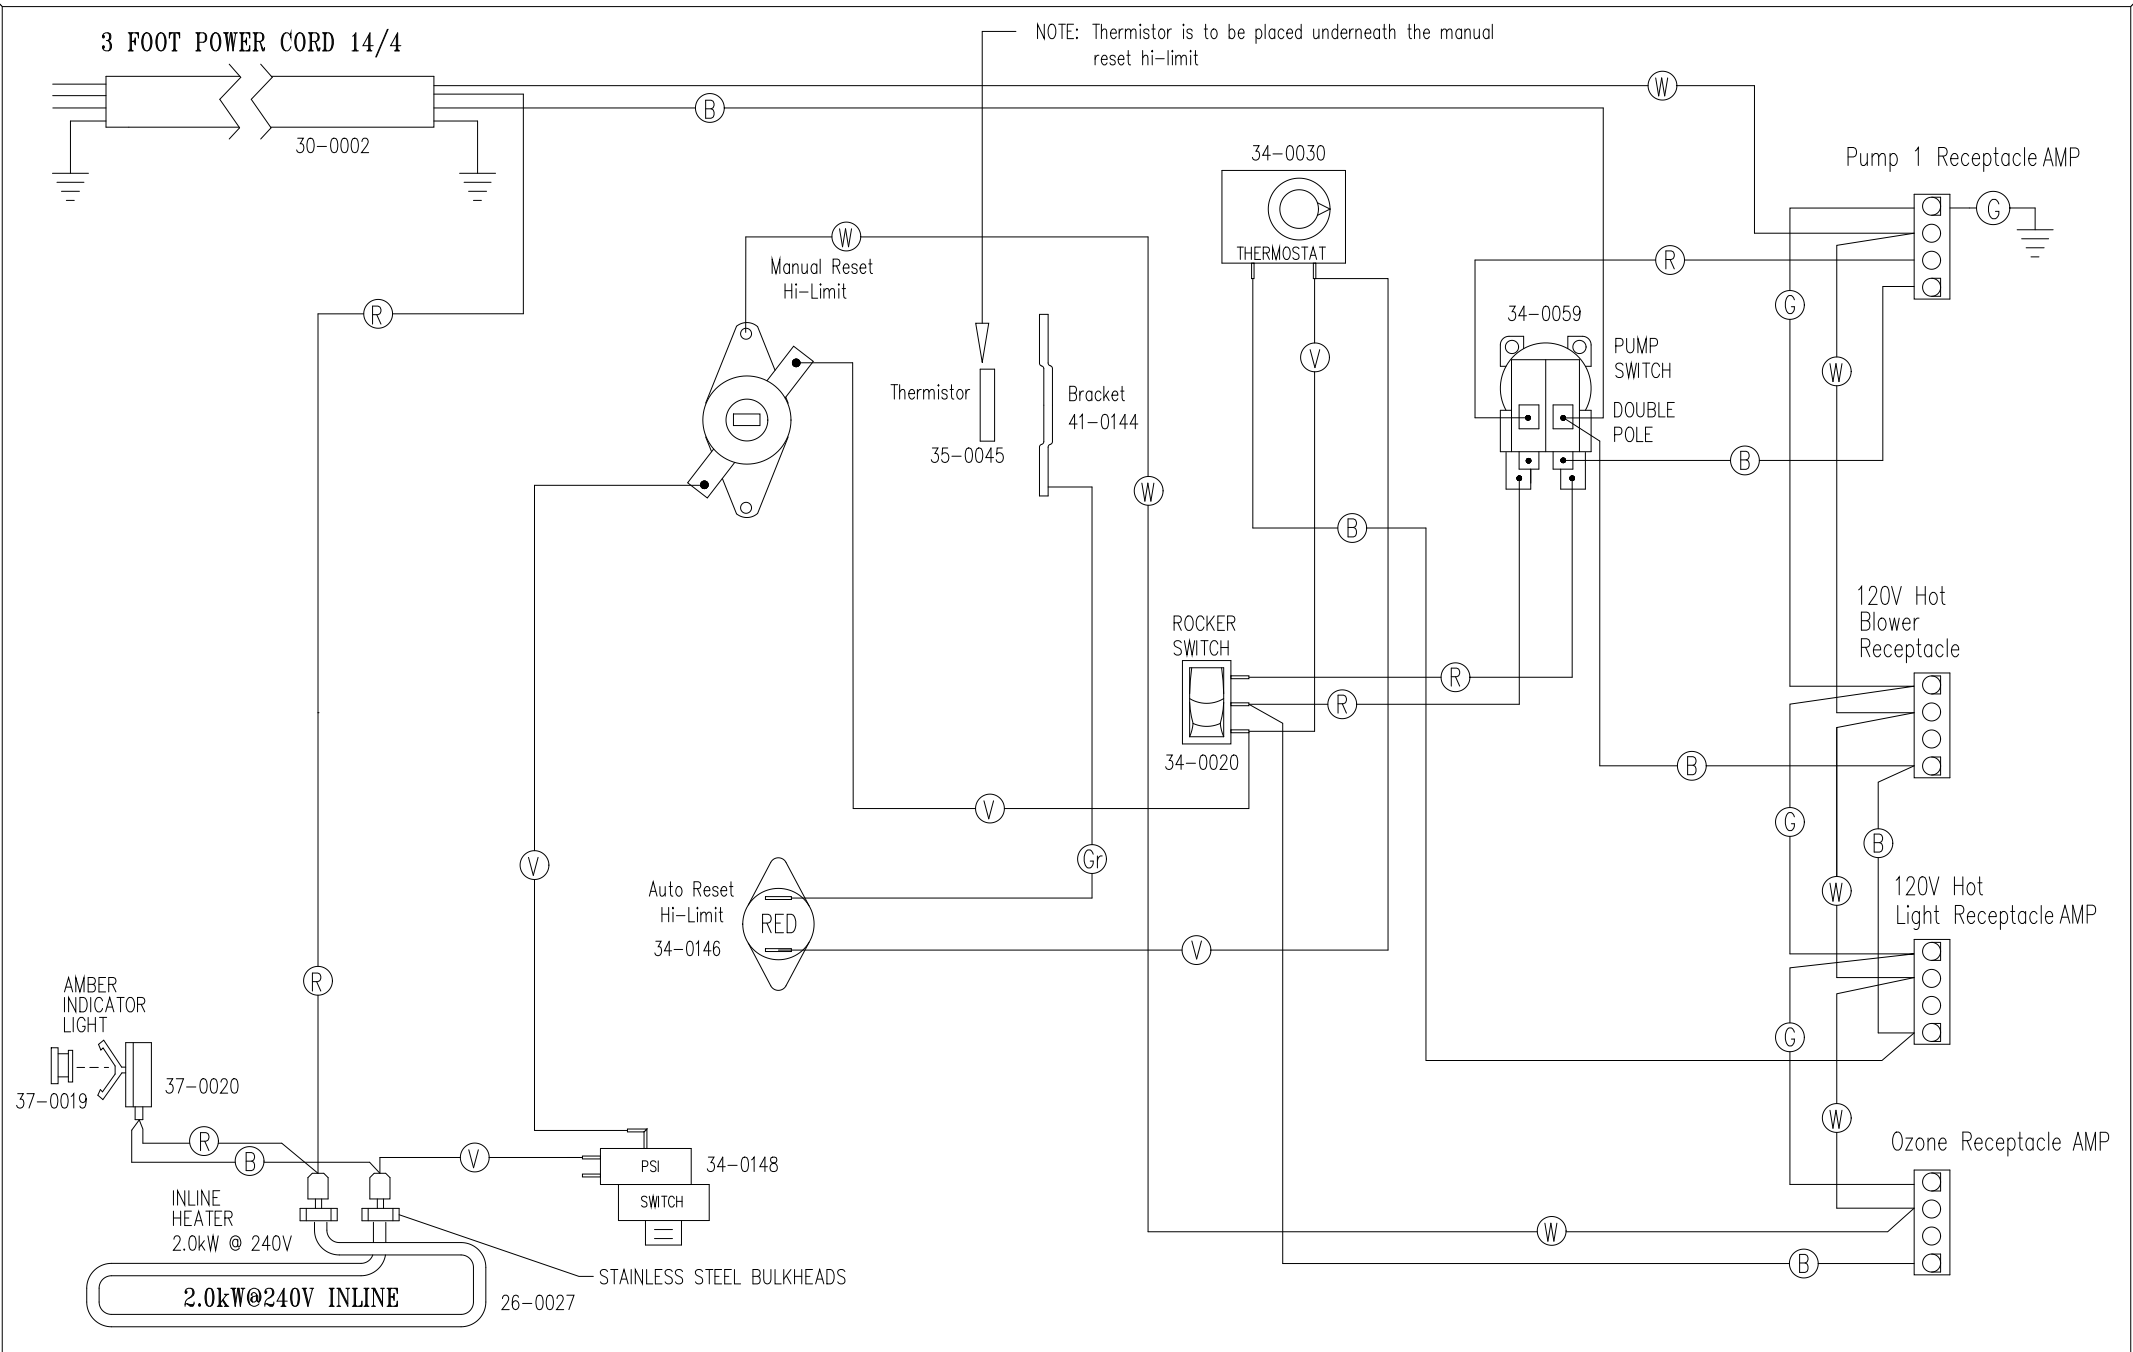 3 FOOT POWER CORD 14/4
30-0002
NOTE: Thermistor is to be placed underneath the manual
reset hi-limit
W
B
34-0030
THERMOSTAT
Pump 1 Receptacle AMP
G
W
Manual Reset
Hi-Limit
R
R
G
34-0059
PUMP
SWITCH
DOUBLE
POLE
V
W
Thermistor
35-0045
Bracket
41-0144
B
W
B
120V Hot
Blower
Receptacle
ROCKER
SWITCH
34-0020
R
R
B
V
G
B
V
Gr
Auto Reset
Hi-Limit
34-0146
RED
V
W
120V Hot
Light Receptacle AMP
R
AMBER
INDICATOR
LIGHT
37-0019
37-0020
G
W
R
B
V
PSI
SWITCH
34-0148
Ozone Receptacle AMP
INLINE
HEATER
2.0kW @ 240V
W
B
STAINLESS STEEL BULKHEADS
2.0kW@240V INLINE
26-0027